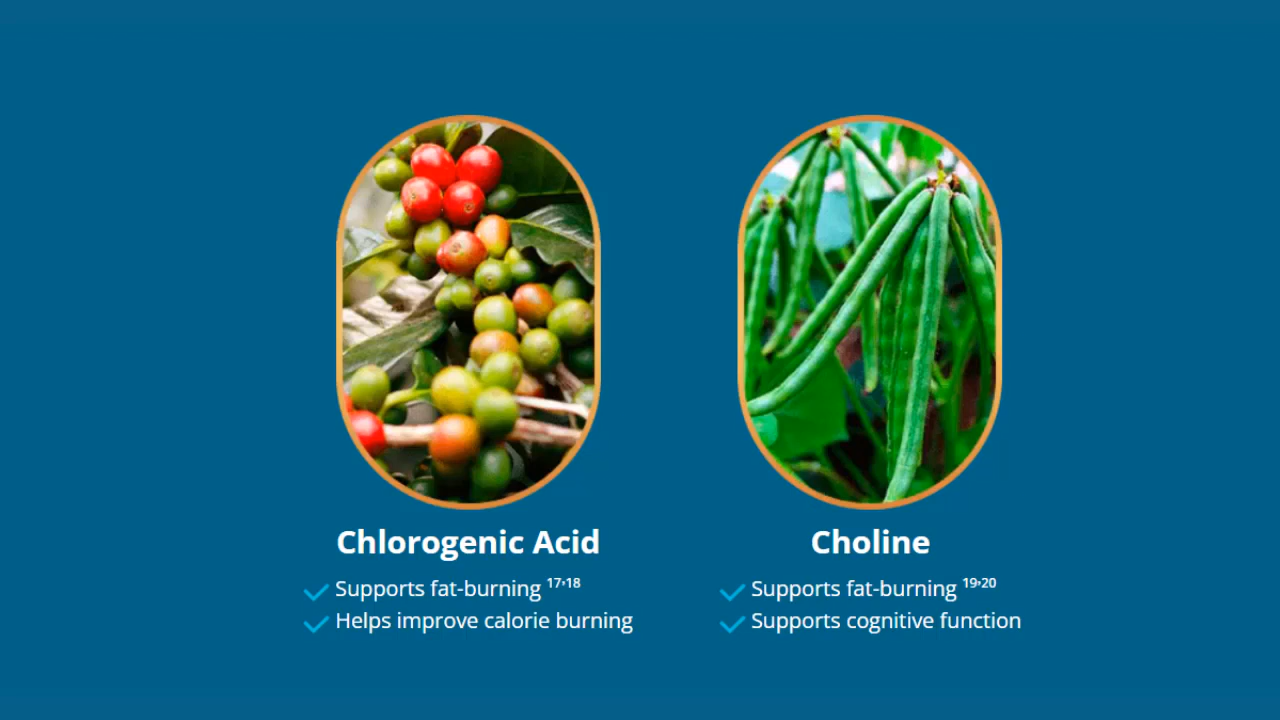 Chlorogenic Acid
Supports fat-burning 17,18
Helps improve calorie burning
Choline
Supports fat-burning 19,20
Supports cognitive function